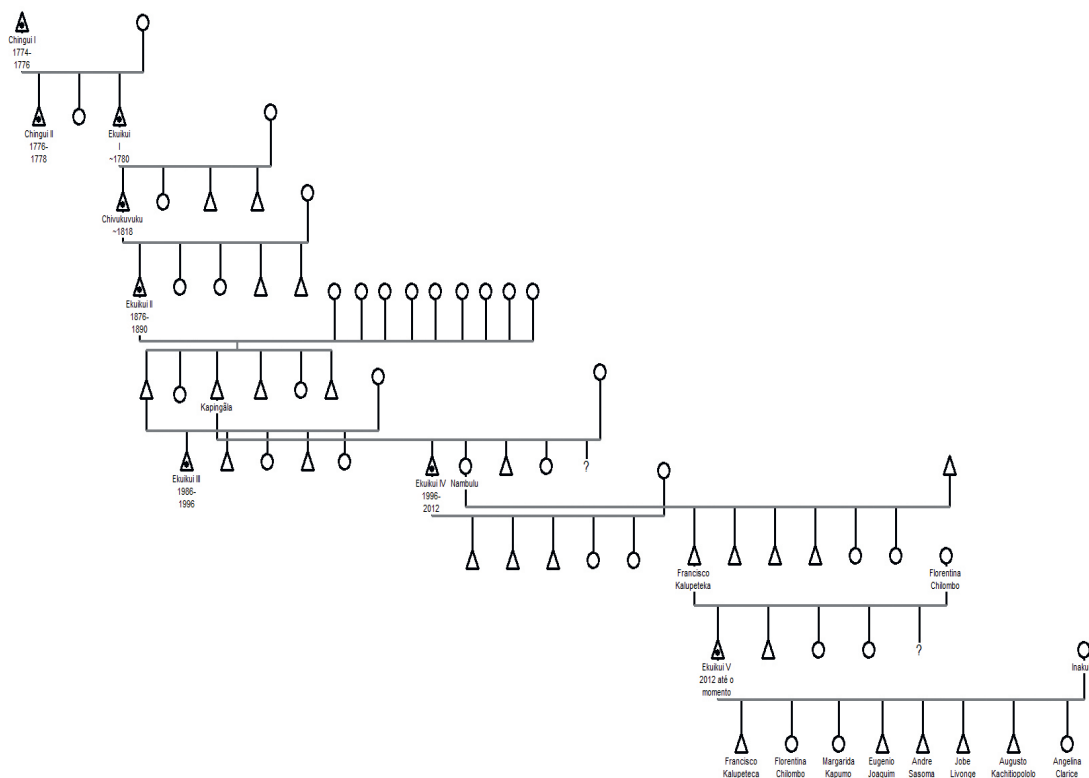 Chingui I
1774-
1776
Chingui II
1776-
1778
Ekuikui
I
~1780
Chivukuvuku
~1818
Ekuikui II
1876-
1890
Kapingãla
Ekuikui III
1986-
1996
Ekuikui IV
1996-
2012
Nambulu
?
Francisco
Kalupeteka
Florentina
Chilombo
Ekuikui V
2012 até o
momento
?
Inaku
Francisco
Kalupeteca
Florentina
Chilombo
Margarida
Kapumo
Eugenio
Joaquim
Andre
Sasoma
Jobe
Livonge
Augusto
Kachitiopololo
Angelina
Clarice